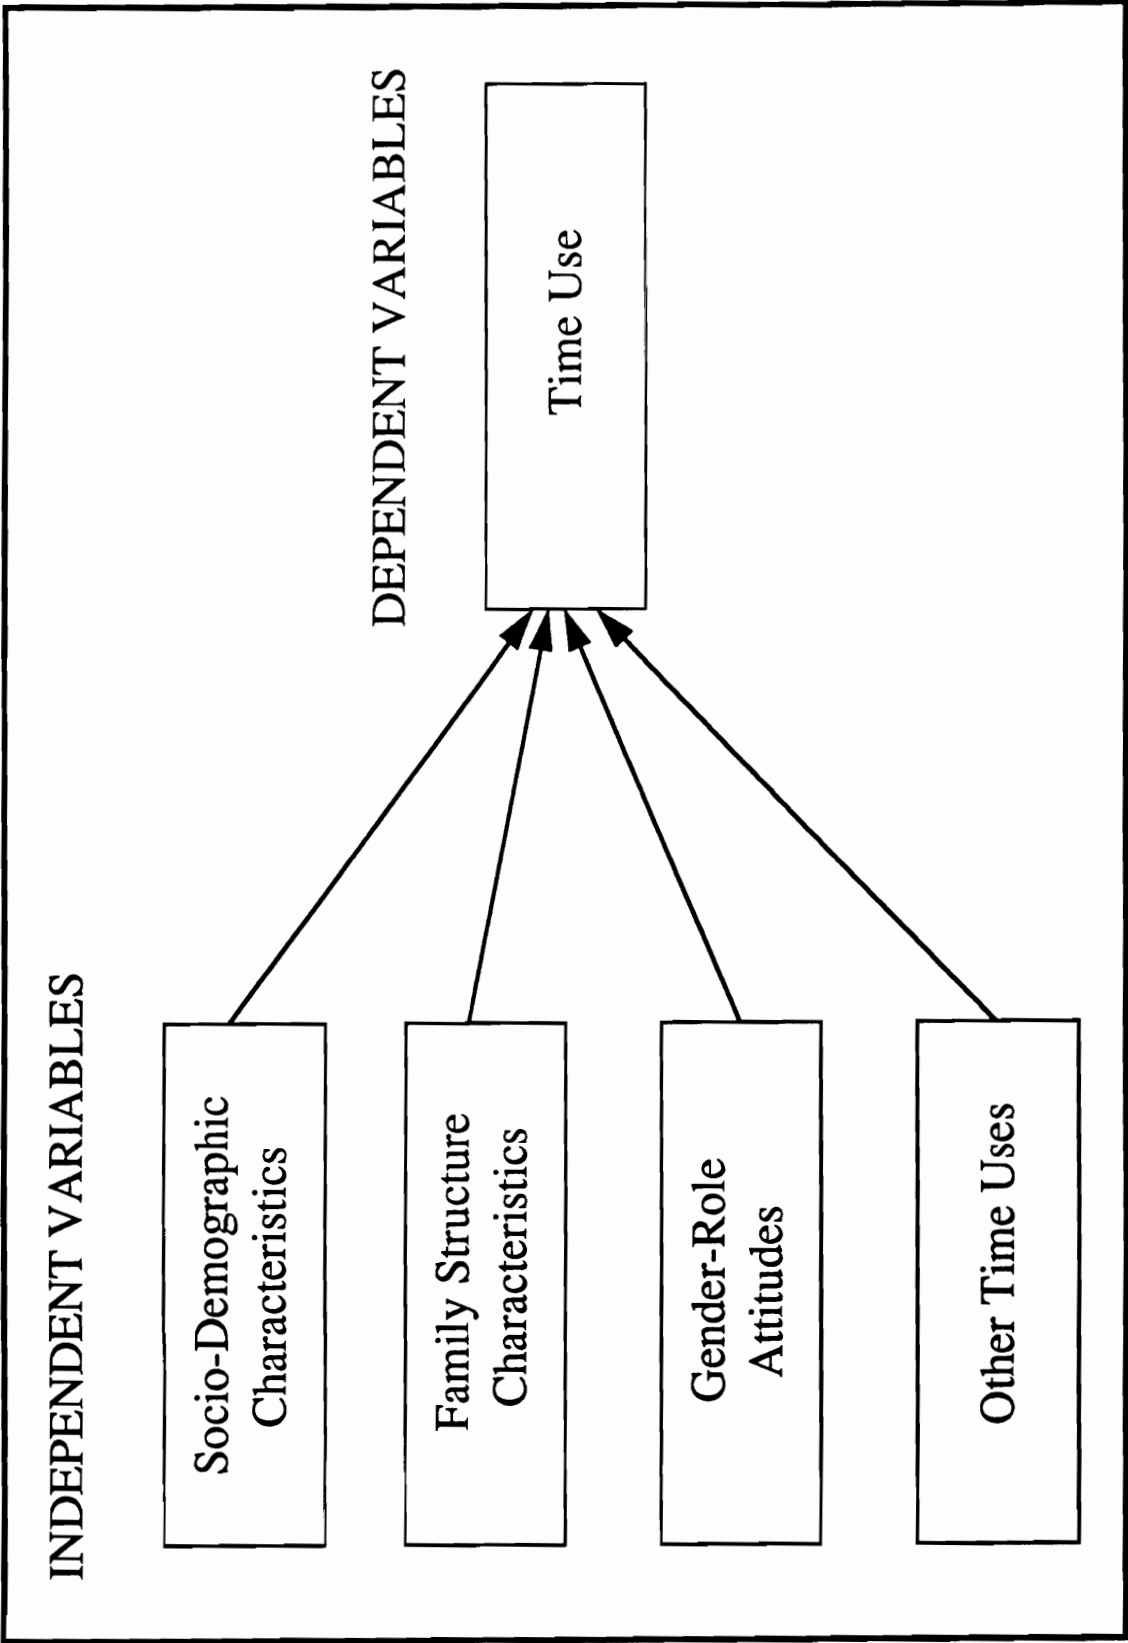 INDEPENDENT VARIABLES
Socio-Demographic
Characteristics
Family Structure
Characteristics
Gender-Role
Attitudes
Other Time Uses
DEPENDENT VARIABLES
Time Use